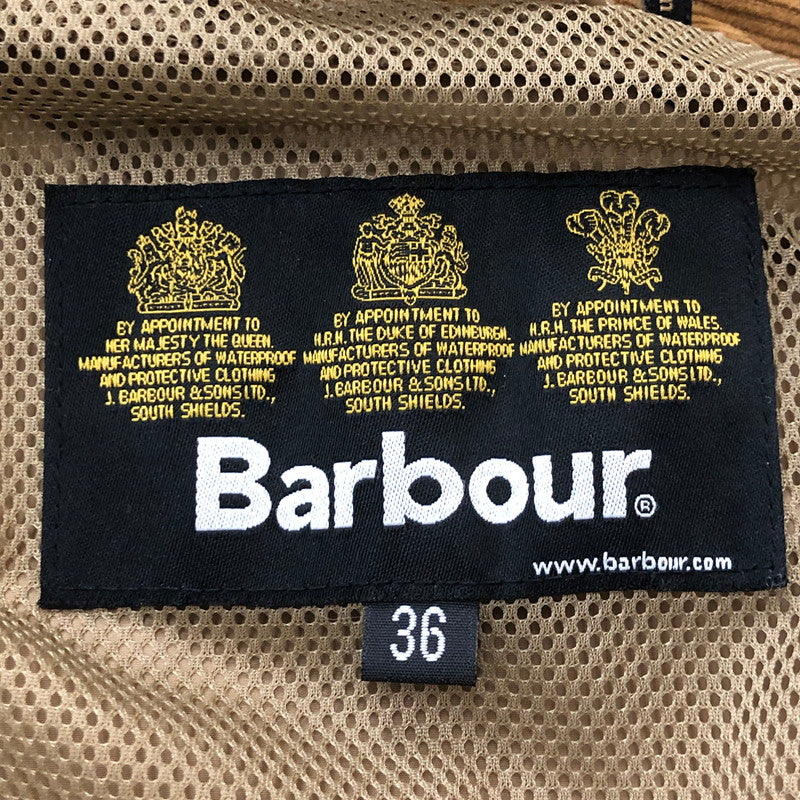 BY APPOINTMENT TO
HER MAJESTY THE QUEEN.
MANUFACTURERS OF WATERPROOF
AND PROTECTIVE CLOTHING
J. BARBOUR & SONS LTD.,
SOUTH SHIELDS.
BY APPOINTMENT TO
H.R.H. THE DUKE OF EDINBURGH.
MANUFACTURERS OF WATERPROOF
AND PROTECTIVE CLOTHING
J. BARBOUR & SONS LTD.,
SOUTH SHIELDS.
BY APPOINTMENT TO
H.R.H. THE PRINCE OF WALES.
MANUFACTURERS OF WATERPROOF
AND PROTECTIVE CLOTHING
J. BARBOUR & SONS LTD.,
SOUTH SHIELDS.
Barbour®
www.barbour.com
36